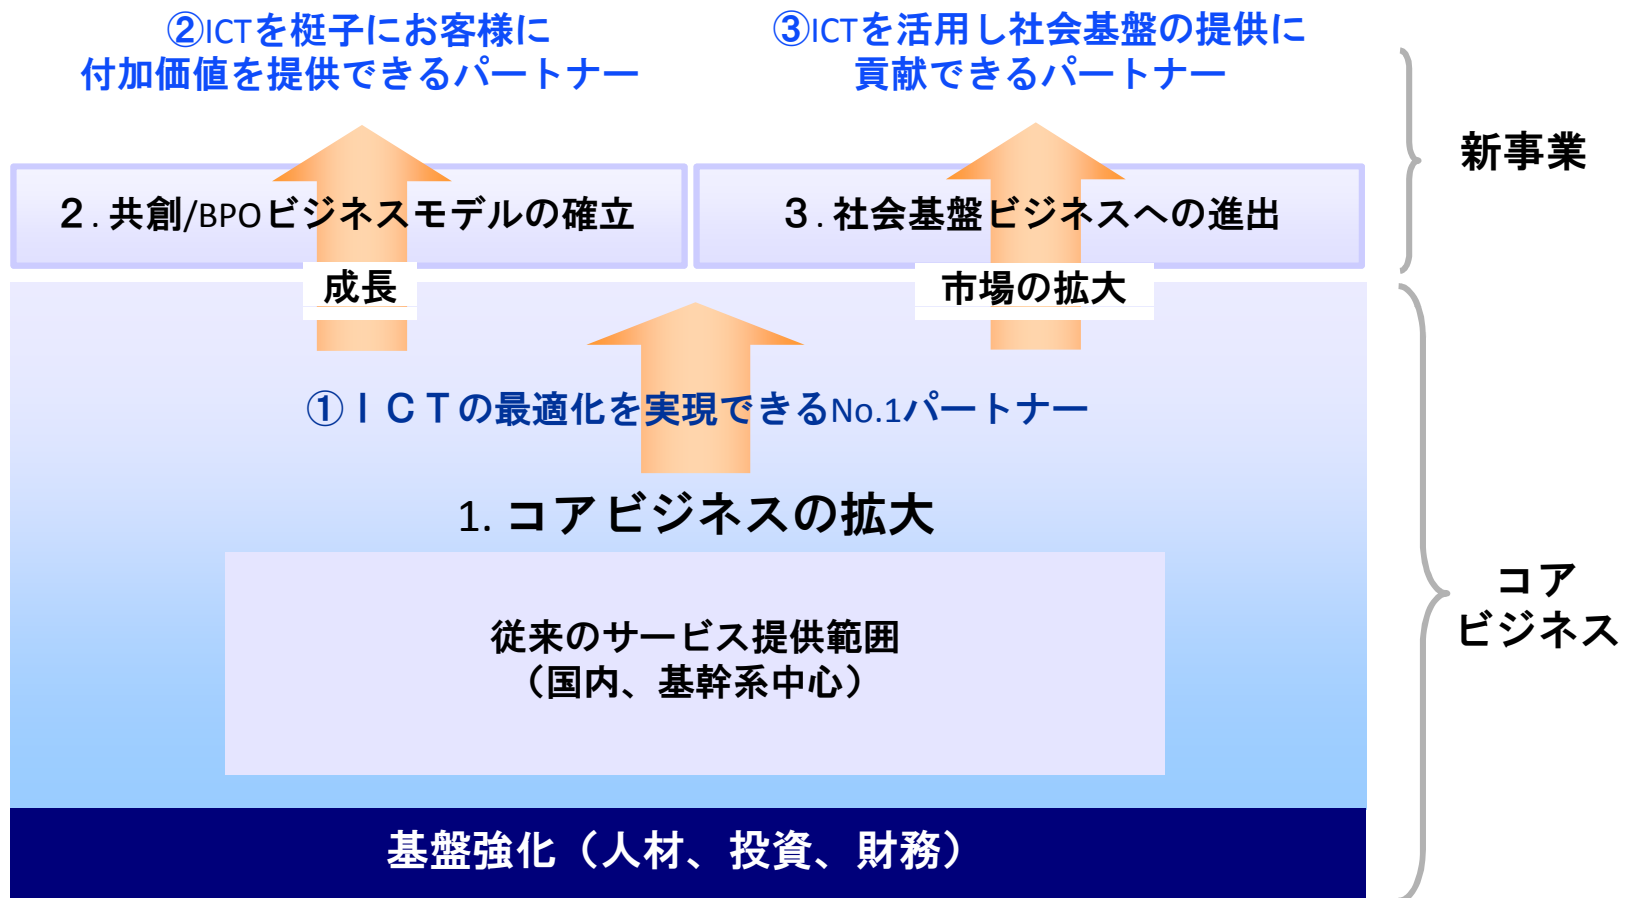 ②ICTを梃子にお客様に
付加価値を提供できるパートナー
③ICTを活用し社会基盤の提供に
貢献できるパートナー
新事業
２. 共創/BPOビジネスモデルの確立
３. 社会基盤ビジネスへの進出
成長
市場の拡大
①ＩＣＴの最適化を実現できるNo.1パートナー
1. コアビジネスの拡大
従来のサービス提供範囲
（国内、基幹系中心）
コア
ビジネス
基盤強化（人材、投資、財務）